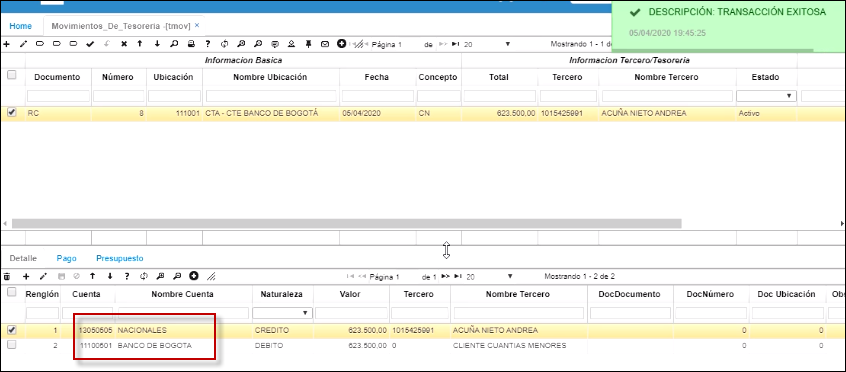 DESCRIPCIÓN: TRANSACCIÓN EXITOSA
05/04/2020 19:45:25
Home Movimientos_De_Tesoreria -[tmov] ×
Página 1 de 20 Mostrando 1 - 1 de
Informacion Basica Informacion Tercero/Tesoreria
Documento Número Ubicación Nombre Ubicación Fecha Concepto Total Tercero Nombre Tercero Estado
RC 8 111001 CTA - CTE BANCO DE BOGOTÁ 05/04/2020 CN 623.500,00 1015425991 ACUÑA NIETO ANDREA Activo
Detalle Pago Presupuesto
Página 1 de 1 20 Mostrando 1 - 2 de 2
Renglón Cuenta Nombre Cuenta Naturaleza Valor Tercero Nombre Tercero DocDocumento DocNúmero Doc Ubicación Obs
1 13050505 NACIONALES CREDITO 623.500,00 1015425991 ACUÑA NIETO ANDREA 0 0
2 11100501 BANCO DE BOGOTA DEBITO 623.500,00 0 CLIENTE CUANTIAS MENORES 0 0